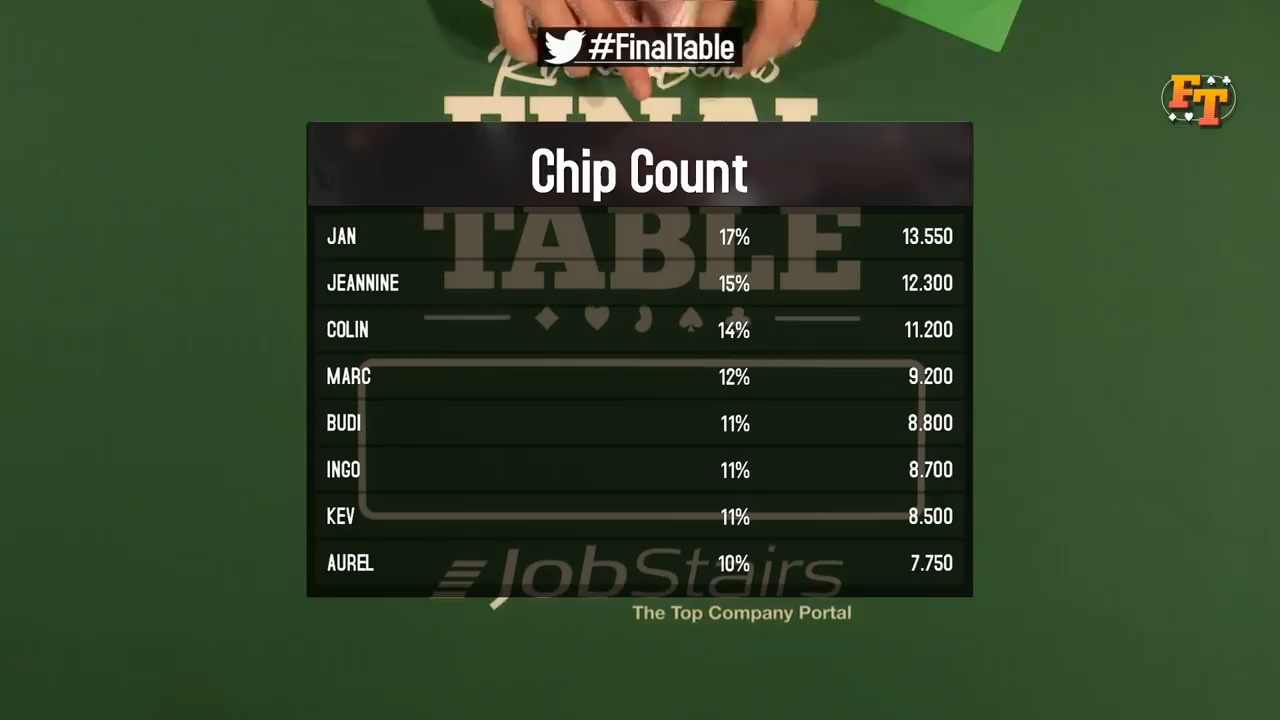 #FinalTable
FINAL
Chip Count
TABLE
JAN 17% 13.550
JEANNINE 15% 12.300
COLIN 14% 11.200
MARC 12% 9.200
BUDI 11% 8.800
INGO 11% 8.700
KEV 11% 8.500
AUREL 10% 7.750
JobStairs
The Top Company Portal
FT